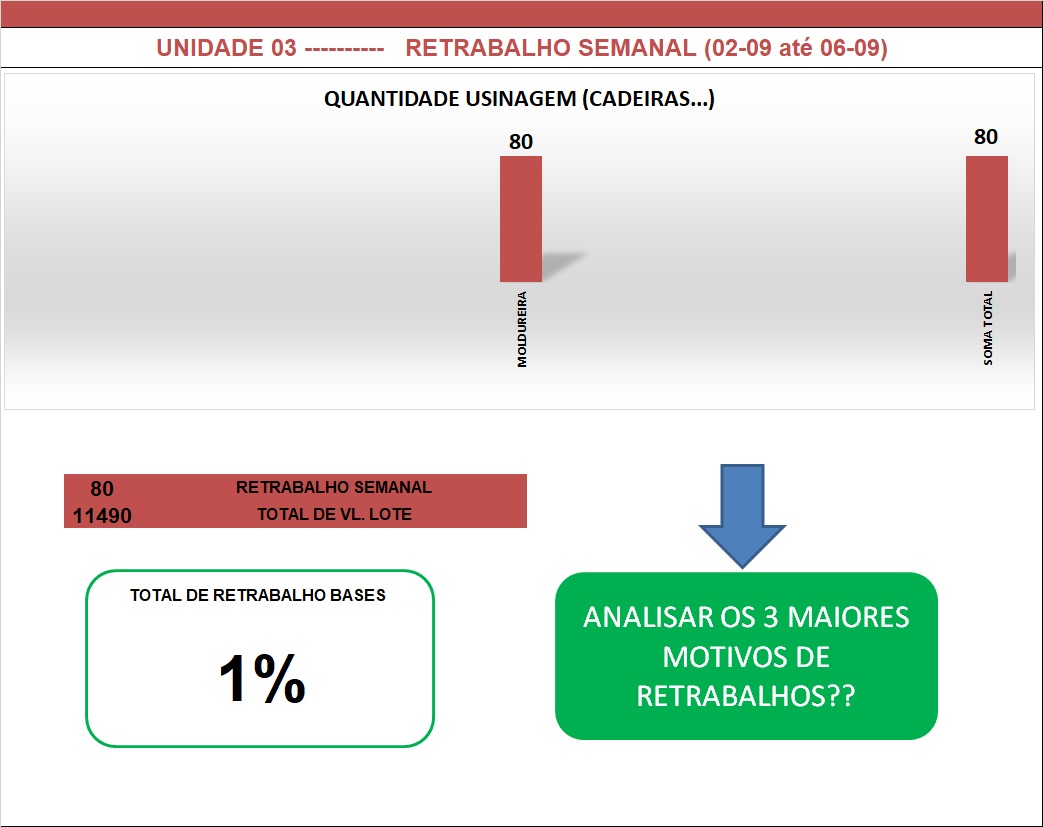 UNIDADE 03 ---------- RETRABALHO SEMANAL (02-09 até 06-09)
QUANTIDADE USINAGEM (CADEIRAS...)
80
80
MOLDUREIRA
SOMA TOTAL
80 RETRABALHO SEMANAL
11490 TOTAL DE VL. LOTE
TOTAL DE RETRABALHO BASES
1%
ANALISAR OS 3 MAIORES
MOTIVOS DE
RETRABALHOS??